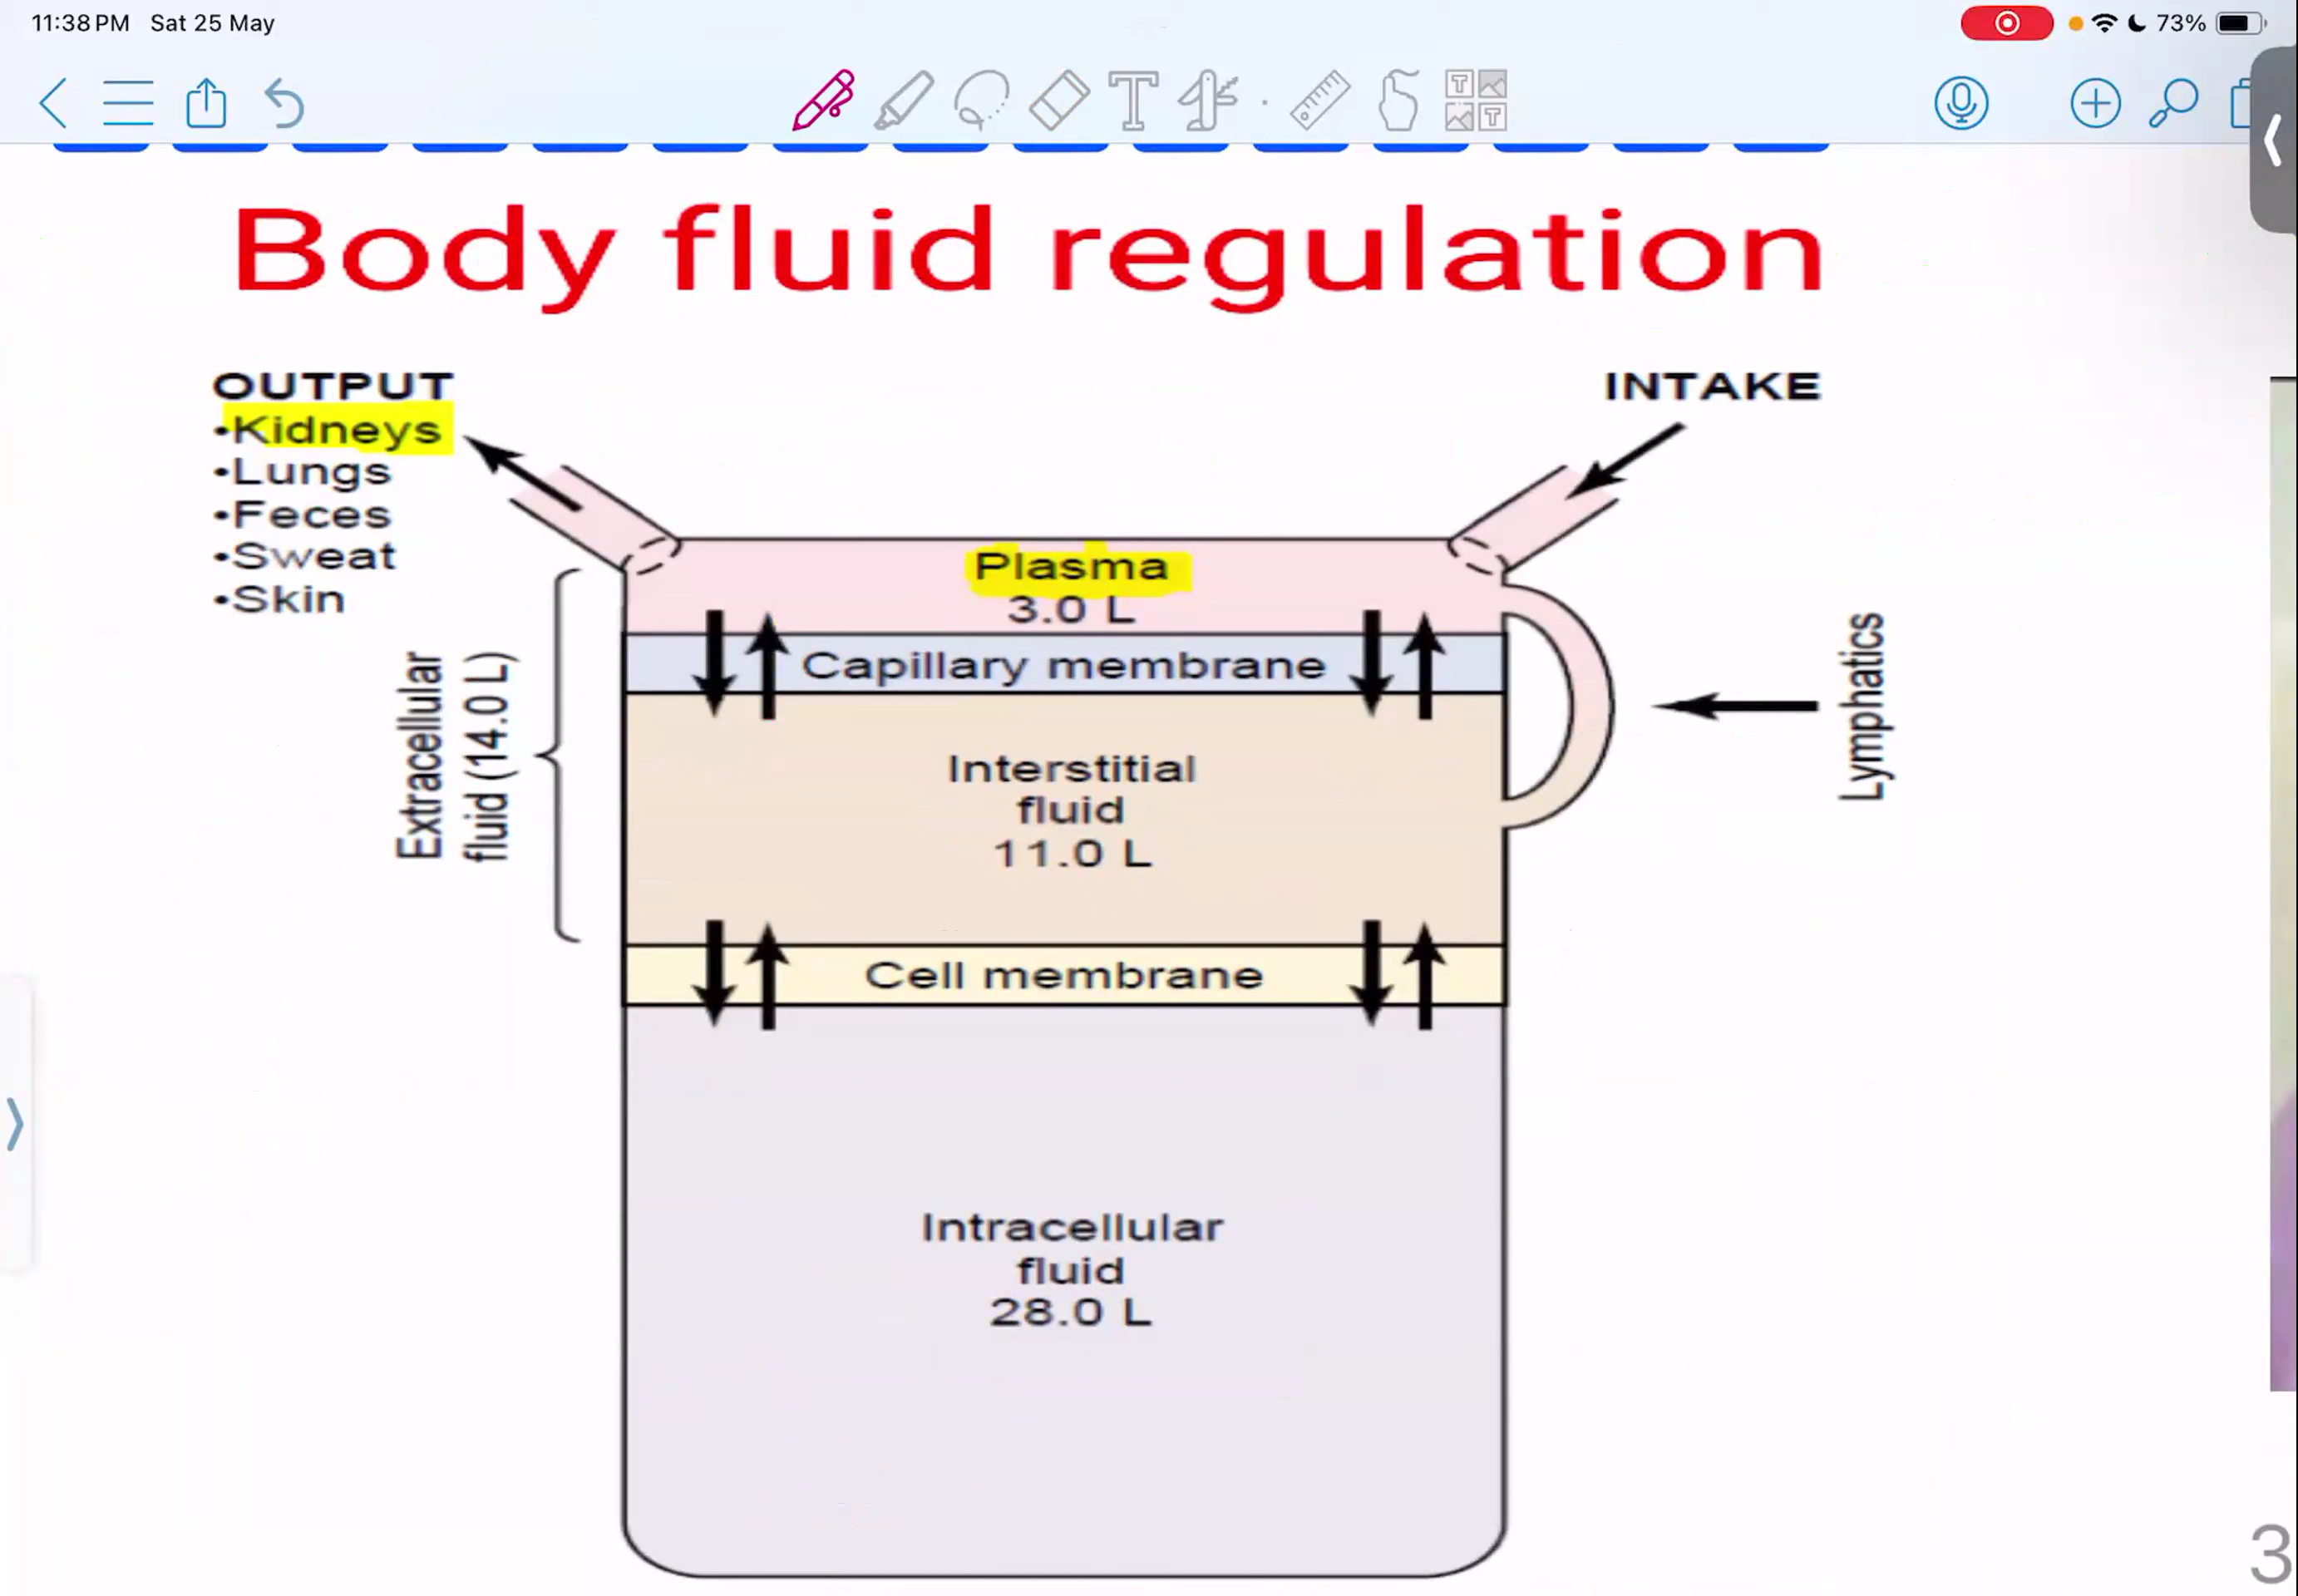 11:38 PM Sat 25 May
73%
Body fluid regulation
OUTPUT
•Kidneys
•Lungs
•Feces
•Sweat
•Skin
INTAKE
Plasma
3.0 L
Capillary membrane
Extracellular
fluid (14.0 L)
Lymphatics
Interstitial
fluid
11.0 L
Cell membrane
Intracellular
fluid
28.0 L
3